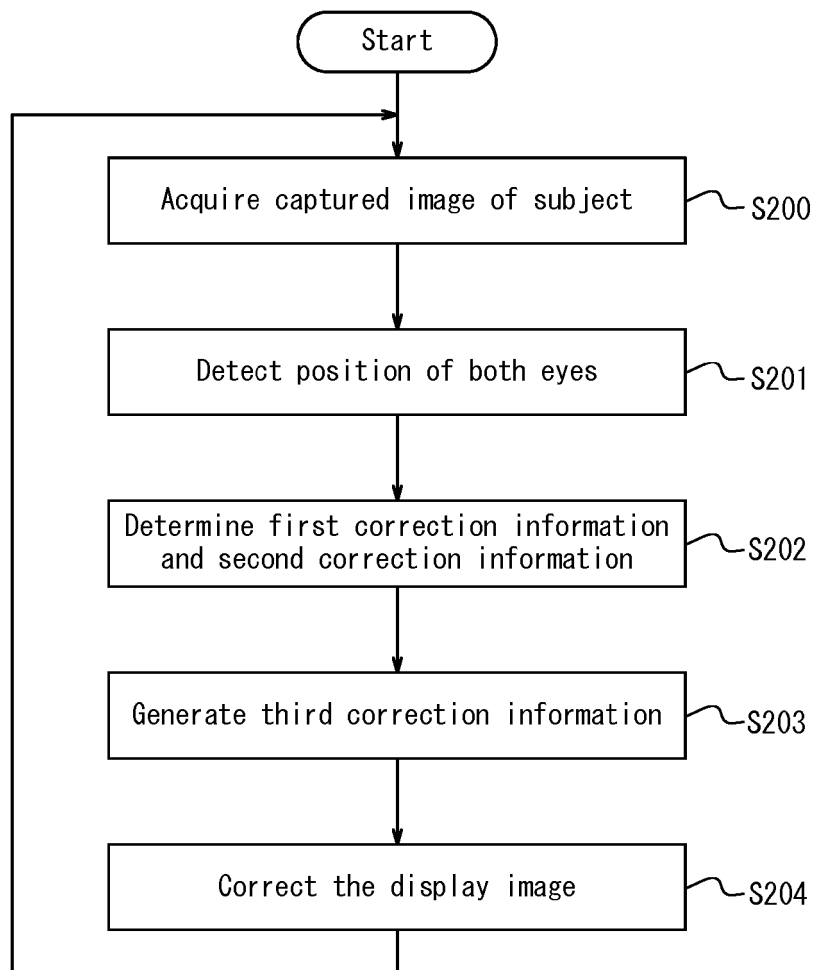 Start
Acquire captured image of subject
S200
Detect position of both eyes
S201
Determine first correction information
and second correction information
S202
Generate third correction information
S203
Correct the display image
S204